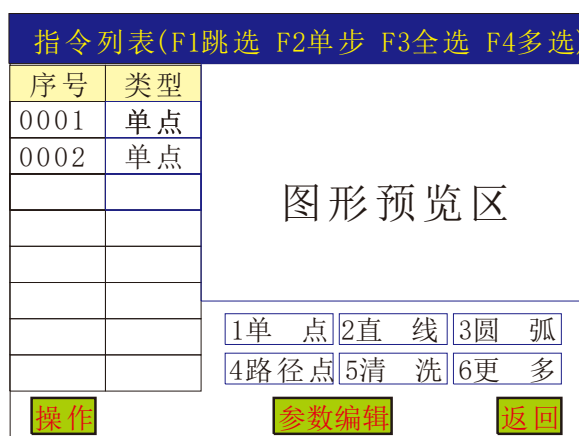 指令列表(F1跳选 F2单步 F3全选 F4多选)
序号 类型
0001 单点
0002 单点
图形预览区
1单 点 2直 线 3圆 弧
4路径点 5清 洗 6更 多
操作 参数编辑 返回